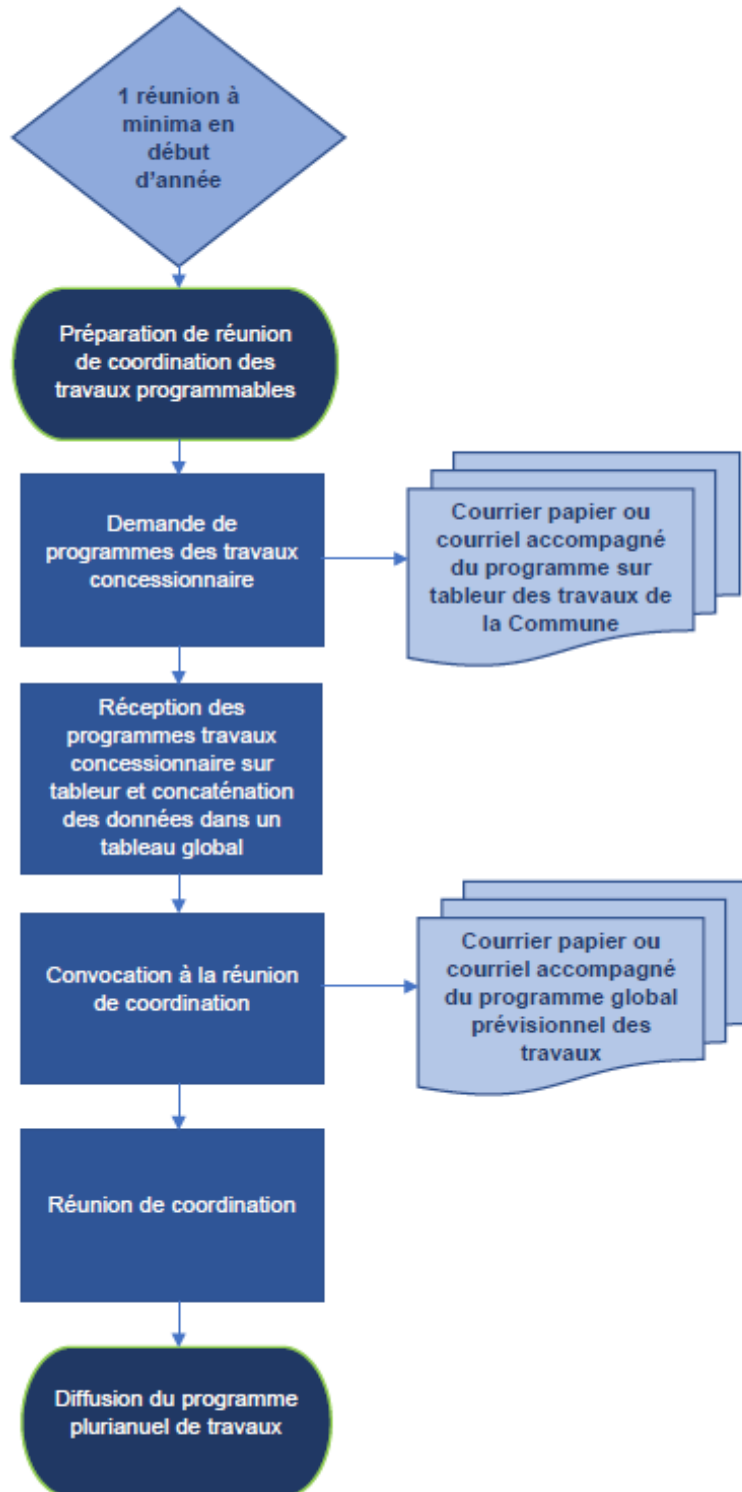 1 réunion à
minima en
début
d'année
Préparation de réunion
de coordination des
travaux programmables
Demande de
programmes des travaux
concessionnaire
Courrier papier ou
courriel accompagné
du programme sur
tableur des travaux de
la Commune
Réception des
programmes travaux
concessionnaire sur
tableur et concaténation
des données dans un
tableau global
Convocation à la réunion
de coordination
Courrier papier ou
courriel accompagné
du programme global
prévisionnel des
travaux
Réunion de coordination
Diffusion du programme
plurianuel de travaux